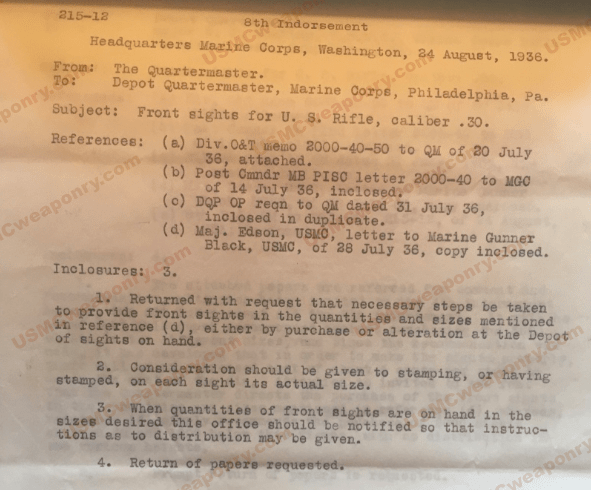 215-12
8th Indorsement
Headquarters Marine Corps, Washington, 24 August, 1936.
From: The Quartermaster.
To: Depot Quartermaster, Marine Corps, Philadelphia, Pa.
Subject: Front sights for U. S. Rifle, caliber .30.
References: (a) Div.O&T memo 2000-40-50 to QM of 20 July
36, attached.
(b) Post Cmndr MB PISC letter 2000-40 to MGC
of 14 July 36, inclosed.
(c) DQP OP reqn to QM dated 31 July 36,
inclosed in duplicate.
(d) Maj. Edson, USMC, letter to Marine Gunner
Black, USMC, of 28 July 36, copy inclosed.
Inclosures: 3.
1. Returned with request that necessary steps be taken
to provide front sights in the quantities and sizes mentioned
in reference (d), either by purchase or alteration at the Depot
of sights on hand.
2. Consideration should be given to stamping, or having
stamped, on each sight its actual size.
3. When quantities of front sights are on hand in the
sizes desired this office should be notified so that instruc-
tions as to distribution may be given.
4. Return of papers requested.
USMCweaponry.com